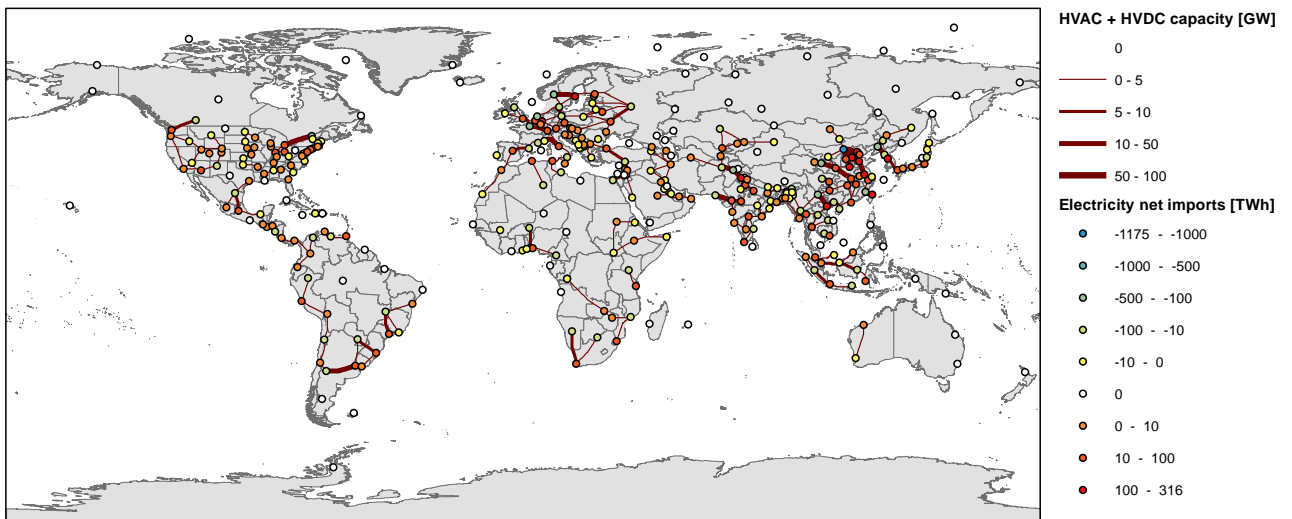 HVAC + HVDC capacity [GW]
0
0 - 5
5 - 10
10 - 50
50 - 100
Electricity net imports [TWh]
-1175 - -1000
-1000 - -500
-500 - -100
-100 - -10
-10 - 0
0
0 - 10
10 - 100
100 - 316